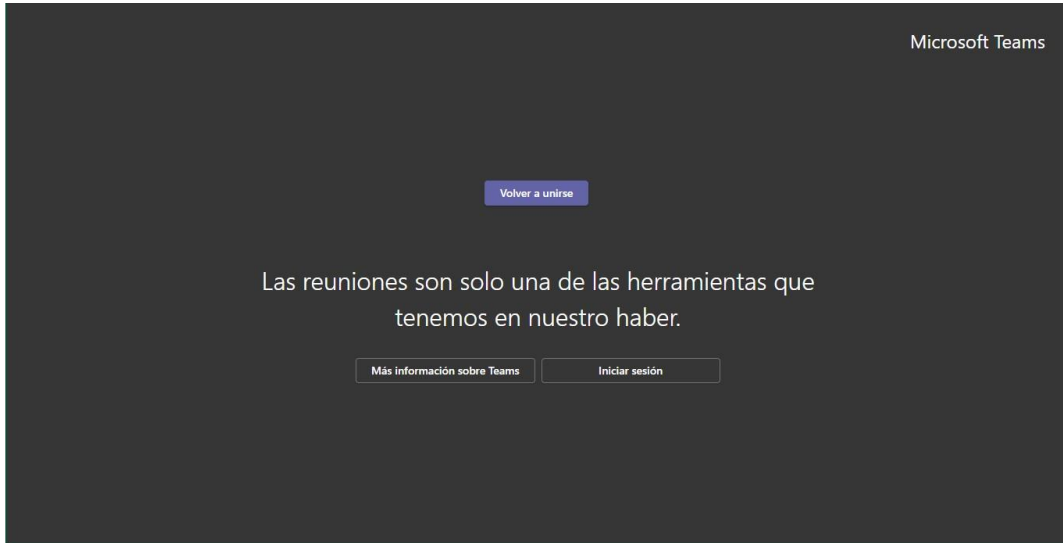 Microsoft Teams
Volver a unirse
Las reuniones son solo una de las herramientas que
tenemos en nuestro haber.
Más información sobre Teams
Iniciar sesión